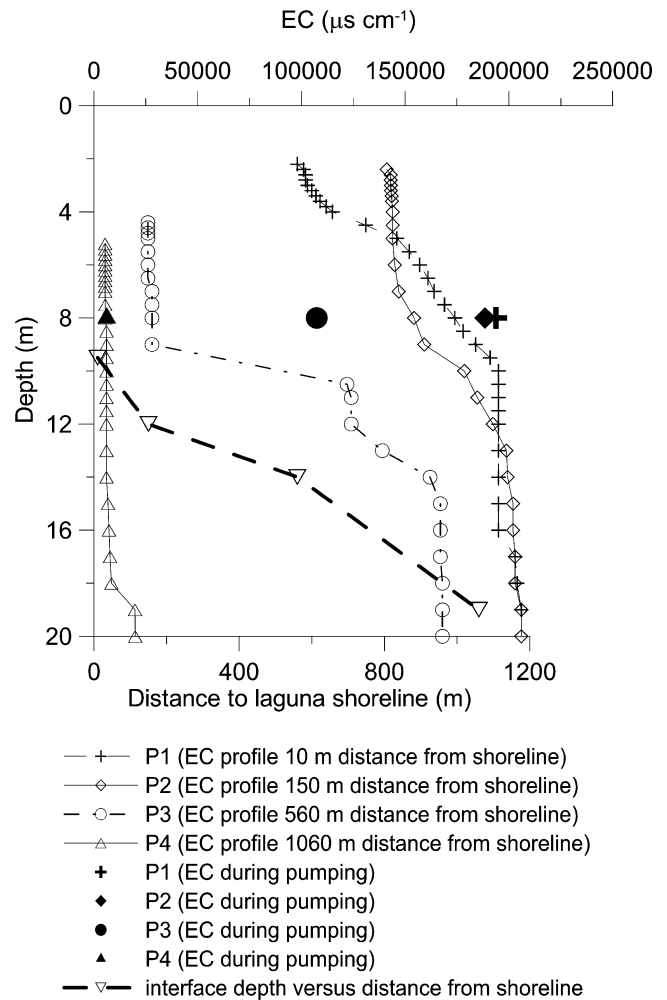 EC (µs cm⁻¹)
0 50000 100000 150000 200000 250000
0
4
8
12
16
20
Depth (m)
0 400 800 1200
Distance to laguna shoreline (m)
P1 (EC profile 10 m distance from shoreline)
P2 (EC profile 150 m distance from shoreline)
P3 (EC profile 560 m distance from shoreline)
P4 (EC profile 1060 m distance from shoreline)
P1 (EC during pumping)
P2 (EC during pumping)
P3 (EC during pumping)
P4 (EC during pumping)
interface depth versus distance from shoreline